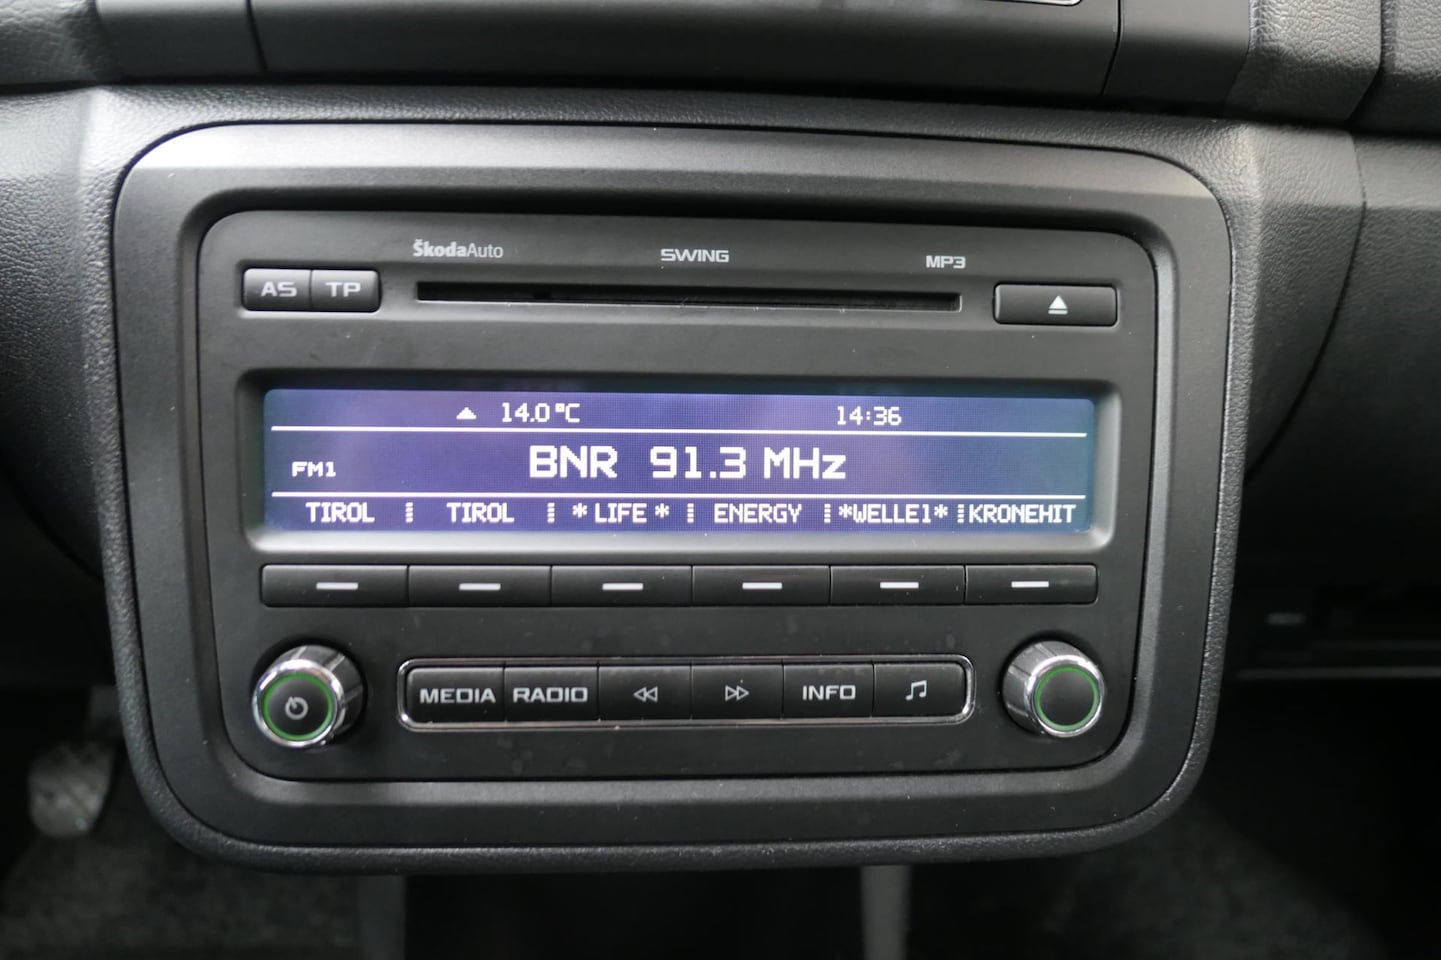 ŠkodaAuto SWING MP3
AS TP
14.0°C 14:36
FM1 BNR 91.3 MHz
TIROL TIROL *LIFE* ENERGY *WELLE1* KRONEHIT
MEDIA RADIO INFO